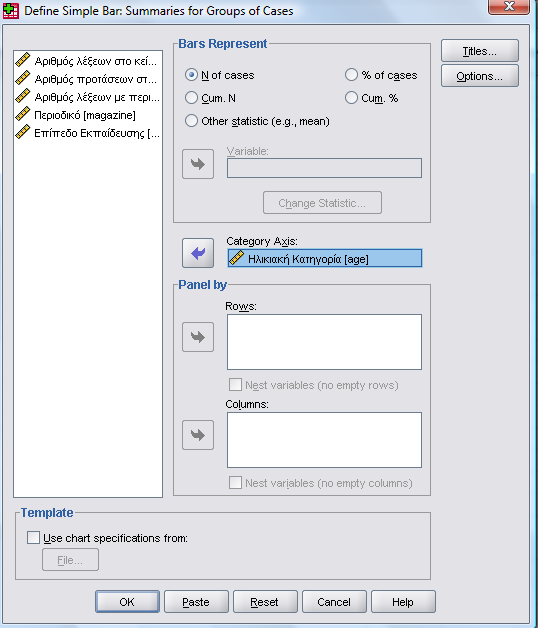 Define Simple Bar: Summaries for Groups of Cases
Αριθμός λέξεων στο κεί...
Αριθμός προτάσεων στ...
Αριθμός λέξεων με περι...
Περιοδικό [magazine]
Επίπεδο Εκπαίδευσης [...
Bars Represent
N of cases
% of cases
Cum. N
Cum. %
Other statistic (e.g., mean)
Variable:
Change Statistic...
Category Axis:
Ηλικιακή Κατηγορία [age]
Panel by
Rows:
Nest variables (no empty rows)
Columns:
Nest variables (no empty columns)
Titles...
Options...
Template
Use chart specifications from:
File...
OK
Paste
Reset
Cancel
Help